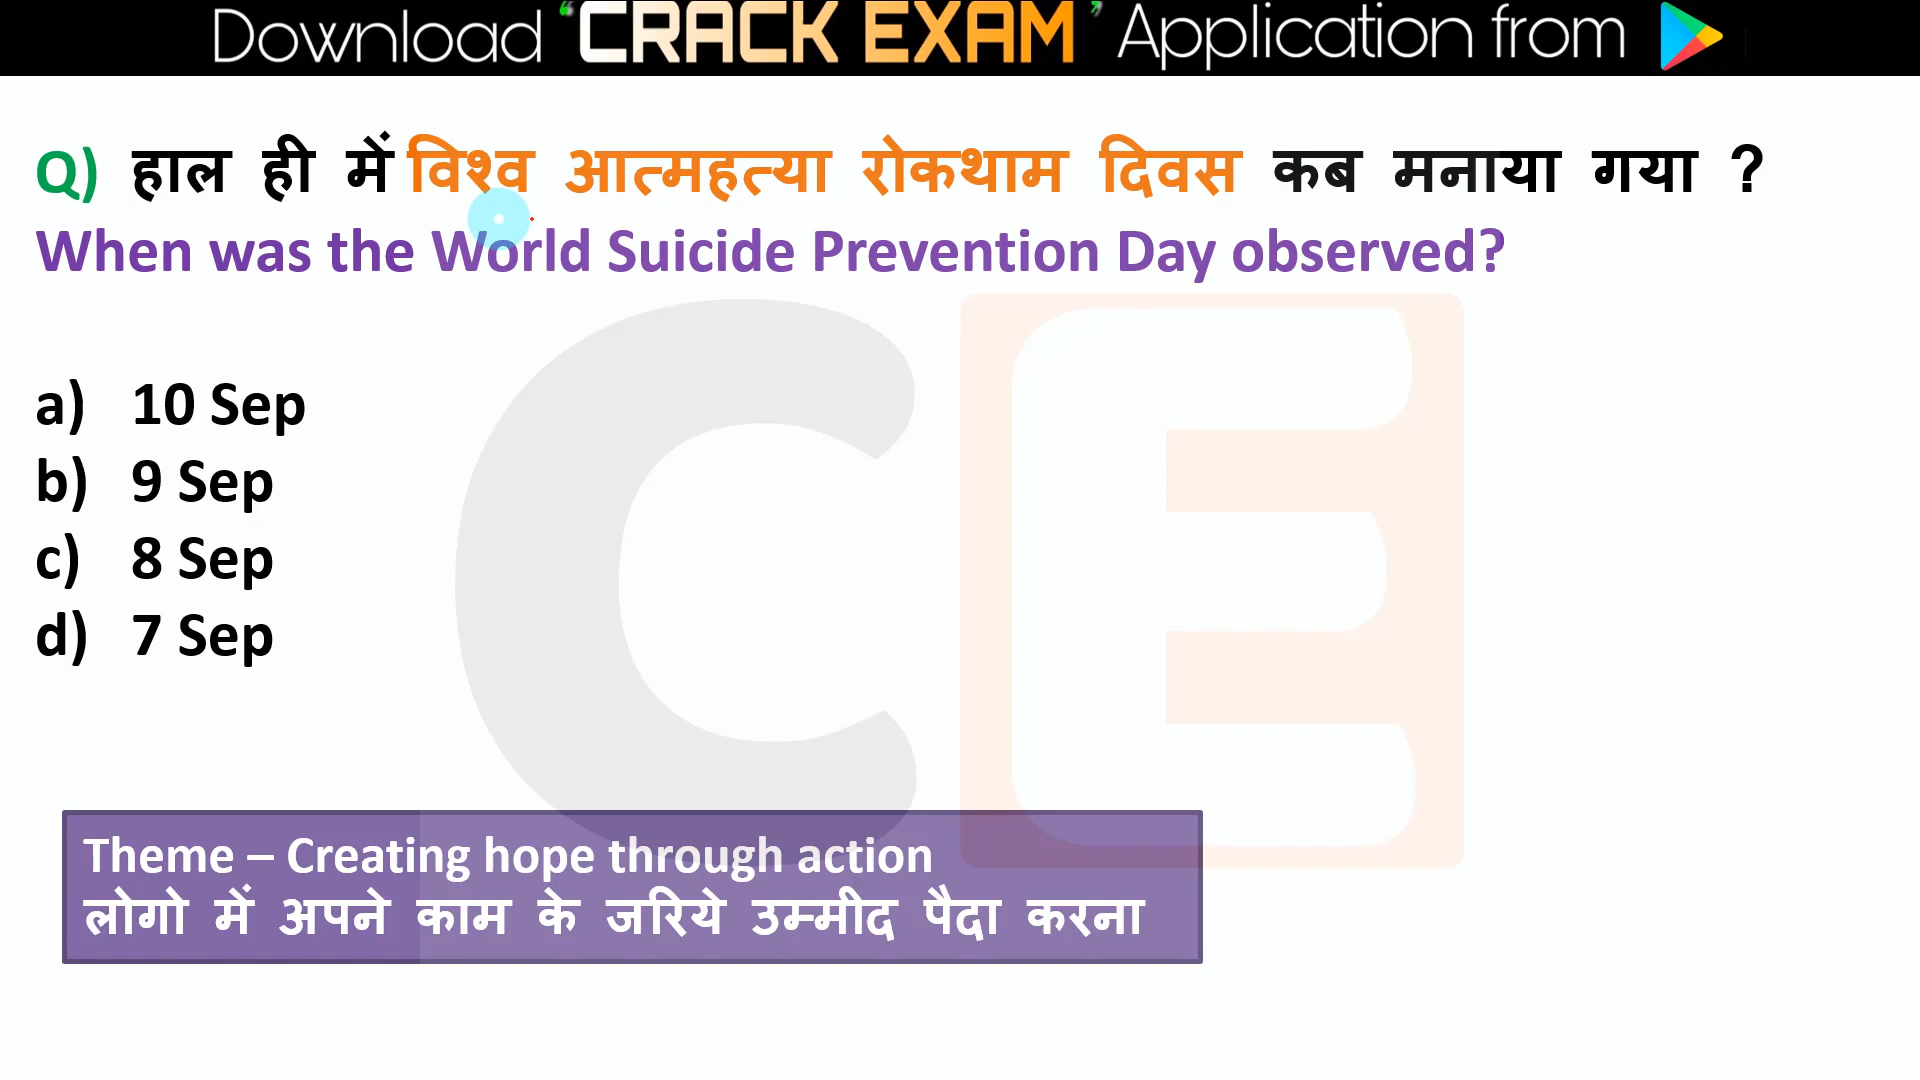 Download ‘CRACK EXAM’ Application from
Q) हाल ही में विश्व आत्महत्या रोकथाम दिवस कब मनाया गया ?
When was the World Suicide Prevention Day observed?
a) 10 Sep
b) 9 Sep
c) 8 Sep
d) 7 Sep
CE
Theme – Creating hope through action
लोगो में अपने काम के जरिये उम्मीद पैदा करना